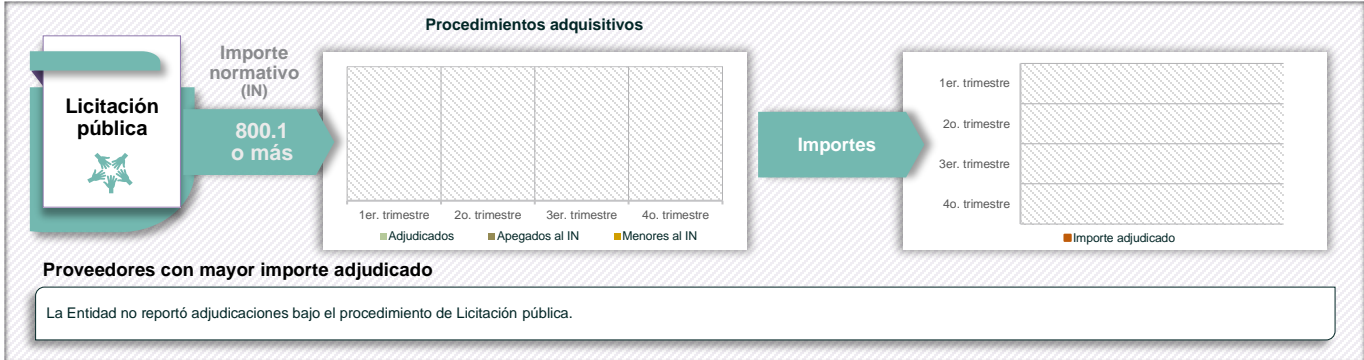 Procedimientos adquisitivos
Licitación
pública
Importe
normativo
(IN)
800.1
o más
1er. trimestre 2o. trimestre 3er. trimestre 4o. trimestre
Adjudicados Apegados al IN Menores al IN
Importes
1er. trimestre
2o. trimestre
3er. trimestre
4o. trimestre
Importe adjudicado
Proveedores con mayor importe adjudicado
La Entidad no reportó adjudicaciones bajo el procedimiento de Licitación pública.